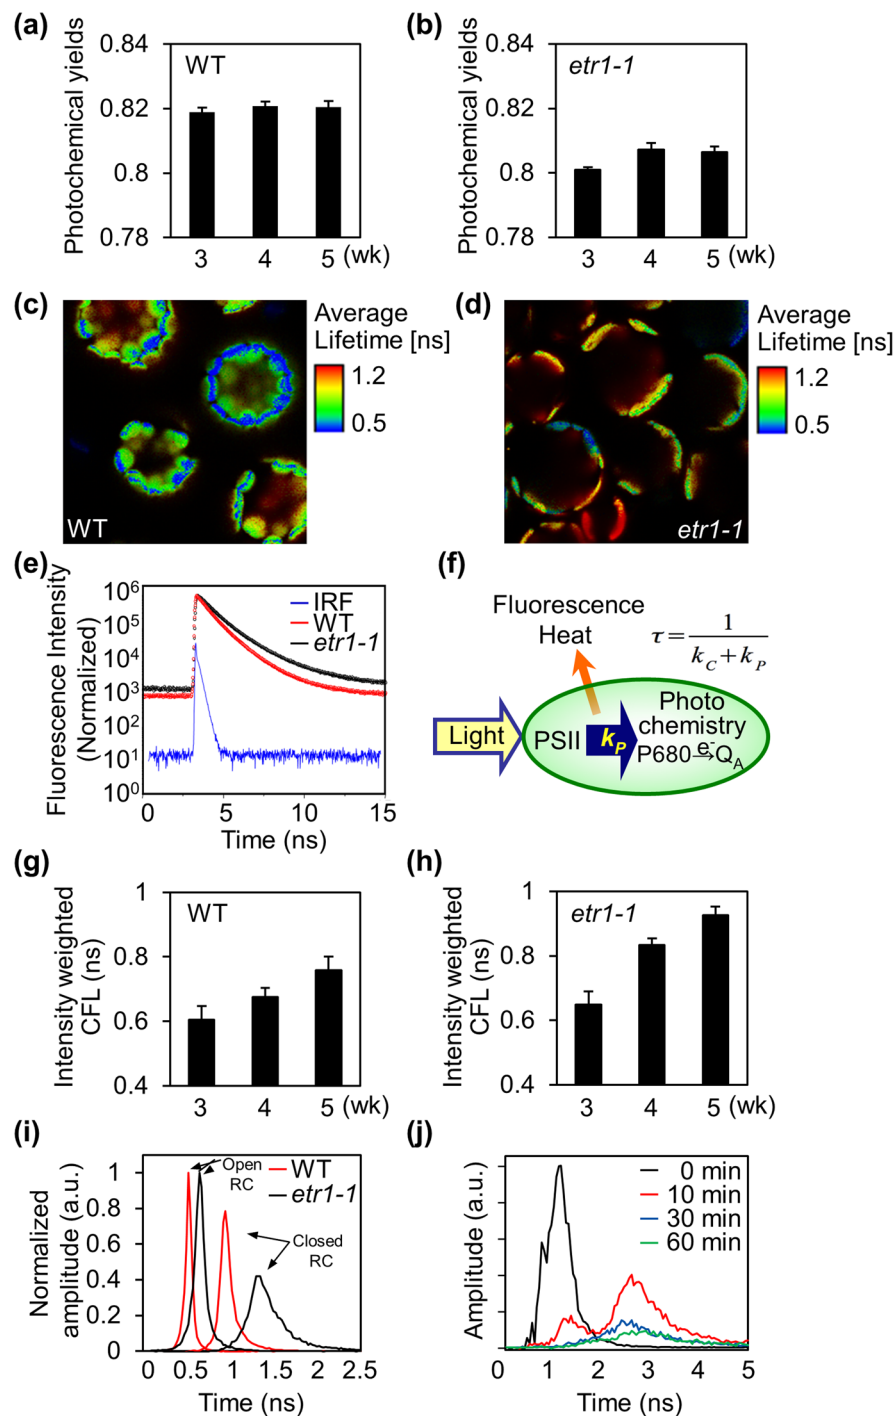 (a)
(b)
Photochemical yields
0.84
0.82
0.8
0.78
WT
3 4 5 (wk)
Photochemical yields
0.84
0.82
0.8
0.78
etr1-1
3 4 5 (wk)
(c)
WT
Average
Lifetime [ns]
1.2
0.5
(d)
etr1-1
Average
Lifetime [ns]
1.2
0.5
(e)
Fluorescence Intensity
(Normalized)
10⁶
10⁵
10⁴
10³
10²
10¹
10⁰
IRF
WT
etr1-1
0 5 10 15
Time (ns)
(f)
Fluorescence
Heat
τ = 1 / (k_C + k_P)
Light
PSII
k_P
Photo
chemistry
P680 e⁻→ Q_A
(g)
Intensity weighted
CFL (ns)
1
0.8
0.6
0.4
WT
3 4 5 (wk)
(h)
Intensity weighted
CFL (ns)
1
0.8
0.6
0.4
etr1-1
3 4 5 (wk)
(i)
Normalized
amplitude (a.u.)
1
0.8
0.6
0.4
0.2
0
Open
RC
WT
etr1-1
Closed
RC
0 0.5 1 1.5 2 2.5
Time (ns)
(j)
Amplitude (a.u.)
0 min
10 min
30 min
60 min
0 1 2 3 4 5
Time (ns)